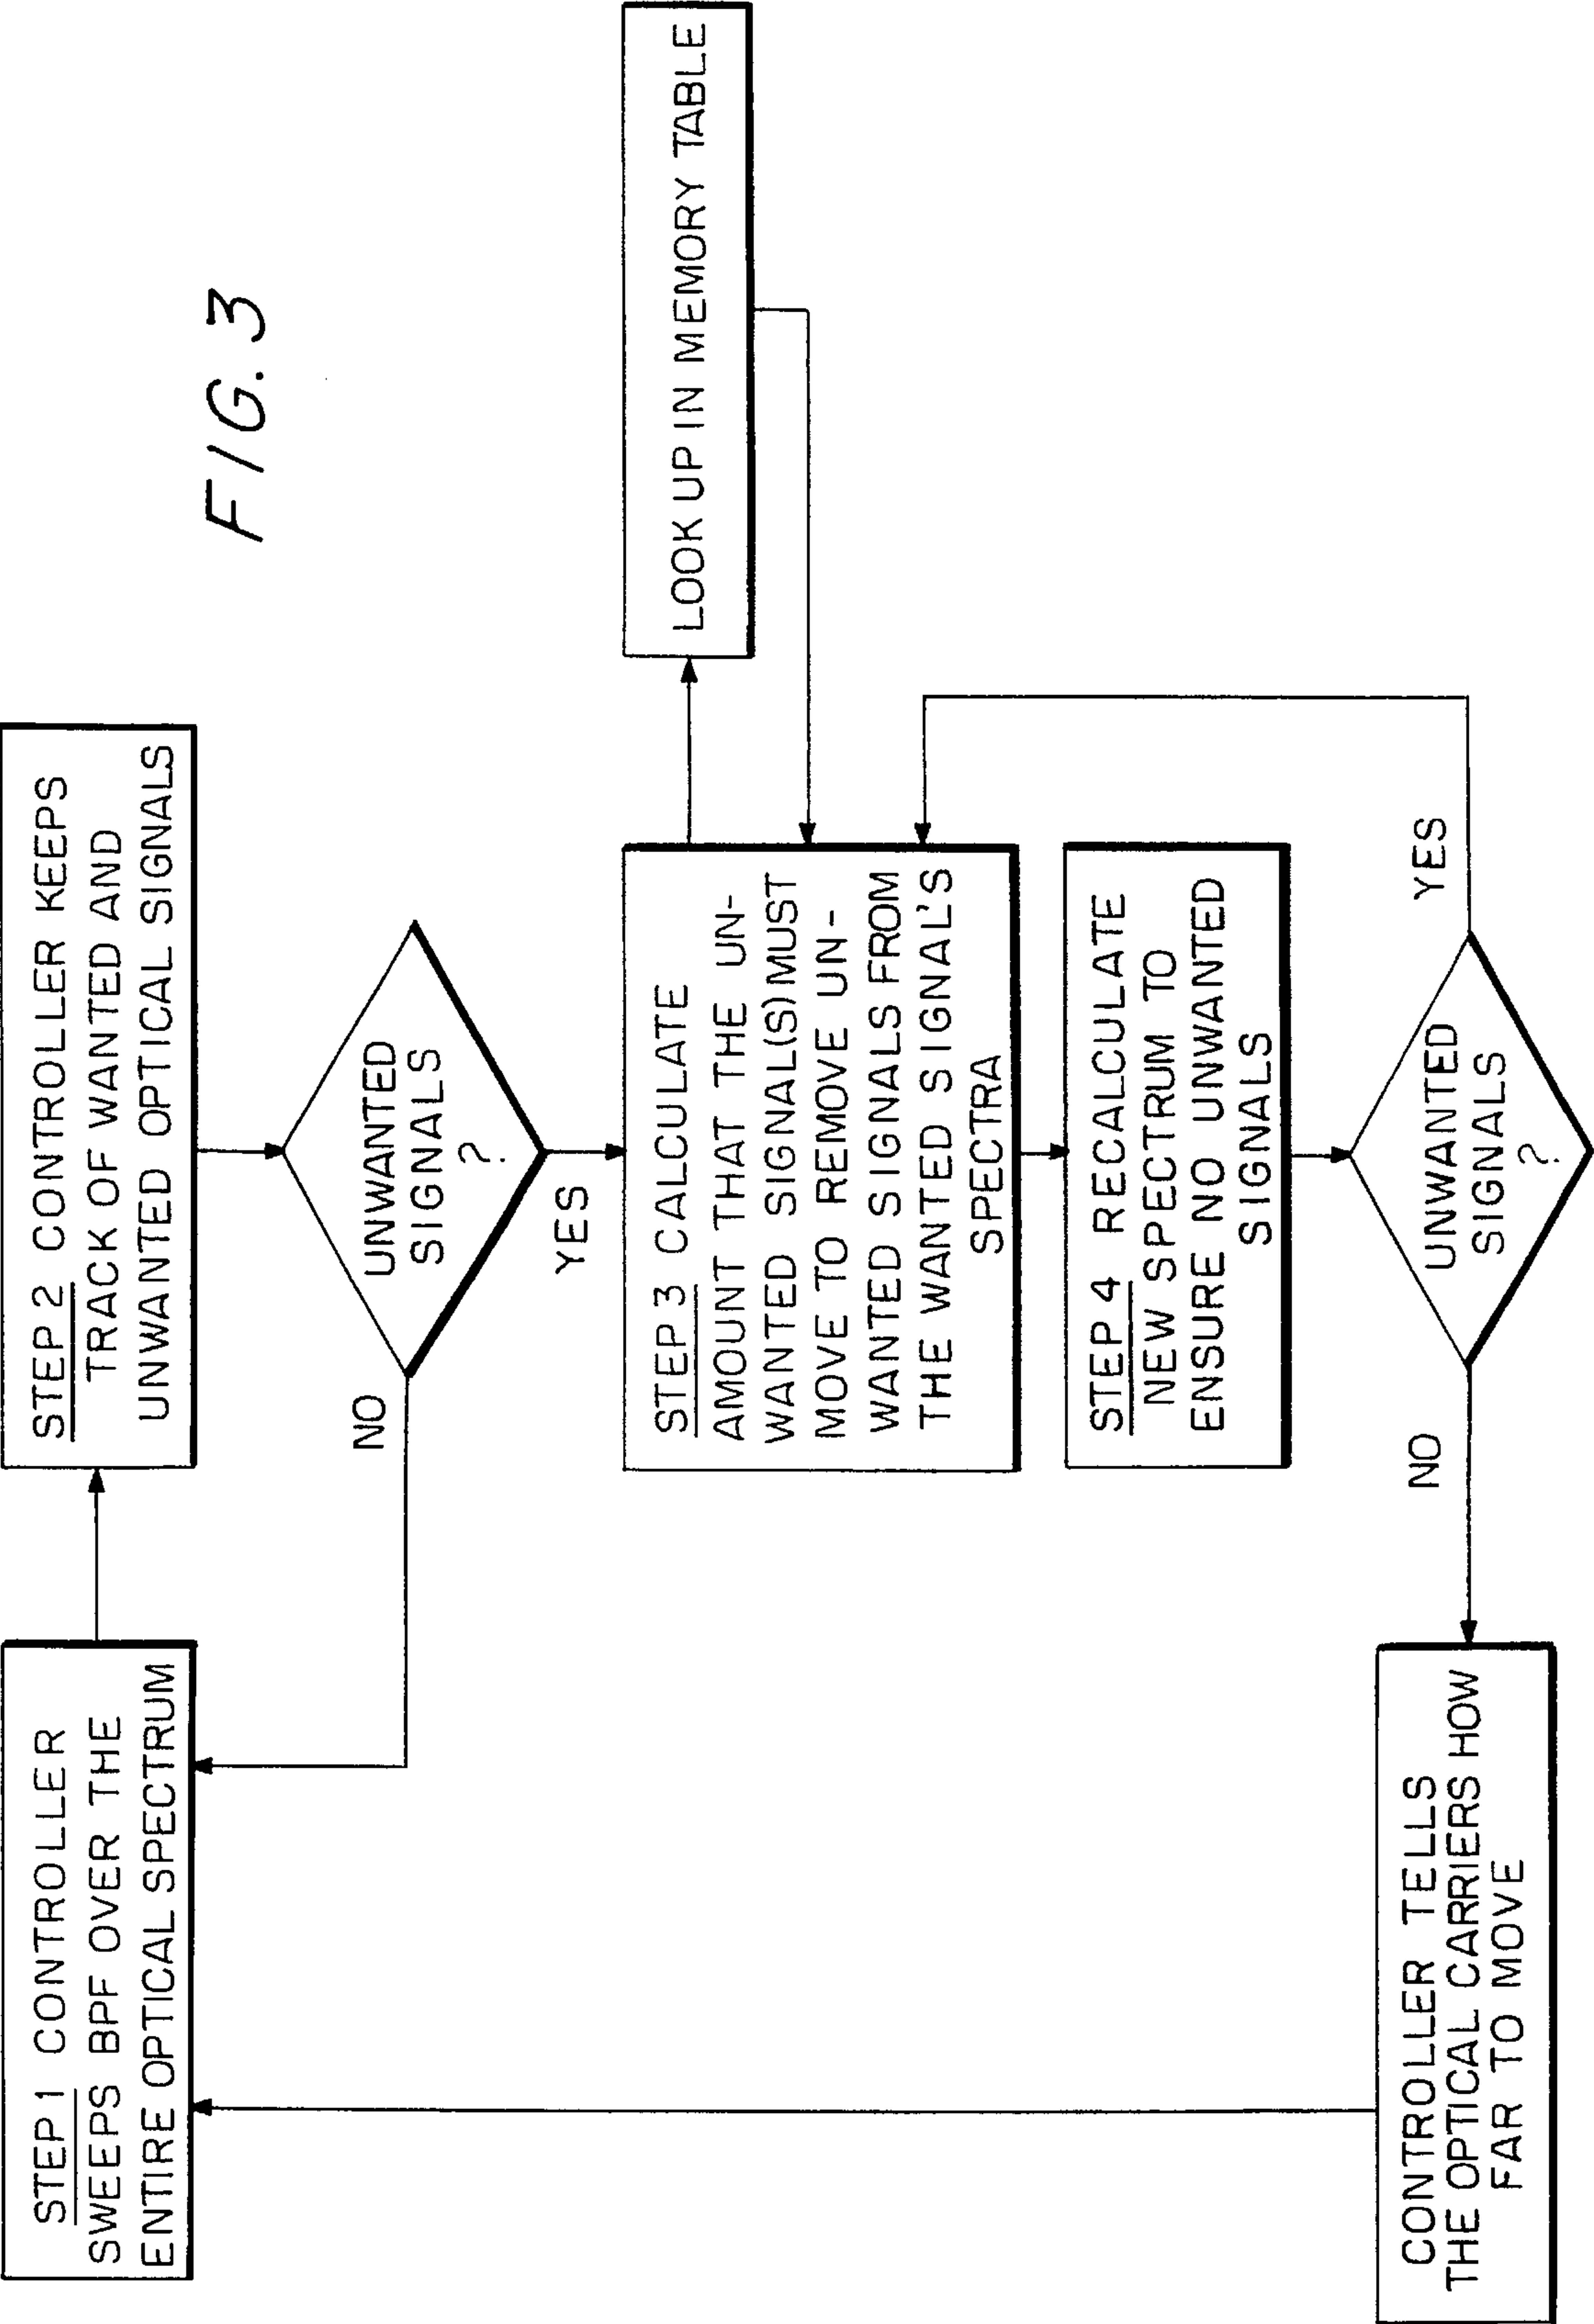 FIG. 3
STEP 1 CONTROLLER
SWEEPS BPF OVER THE
ENTIRE OPTICAL SPECTRUM
STEP 2 CONTROLLER KEEPS
TRACK OF WANTED AND
UNWANTED OPTICAL SIGNALS
UNWANTED
SIGNALS
?
NO
YES
STEP 3 CALCULATE
AMOUNT THAT THE UN-
WANTED SIGNAL(S) MUST
MOVE TO REMOVE UN-
WANTED SIGNALS FROM
THE WANTED SIGNAL'S
SPECTRA
LOOK UP IN MEMORY TABLE
STEP 4 RECALCULATE
NEW SPECTRUM TO
ENSURE NO UNWANTED
SIGNALS
UNWANTED
SIGNALS
?
NO
YES
CONTROLLER TELLS
THE OPTICAL CARRIERS HOW
FAR TO MOVE